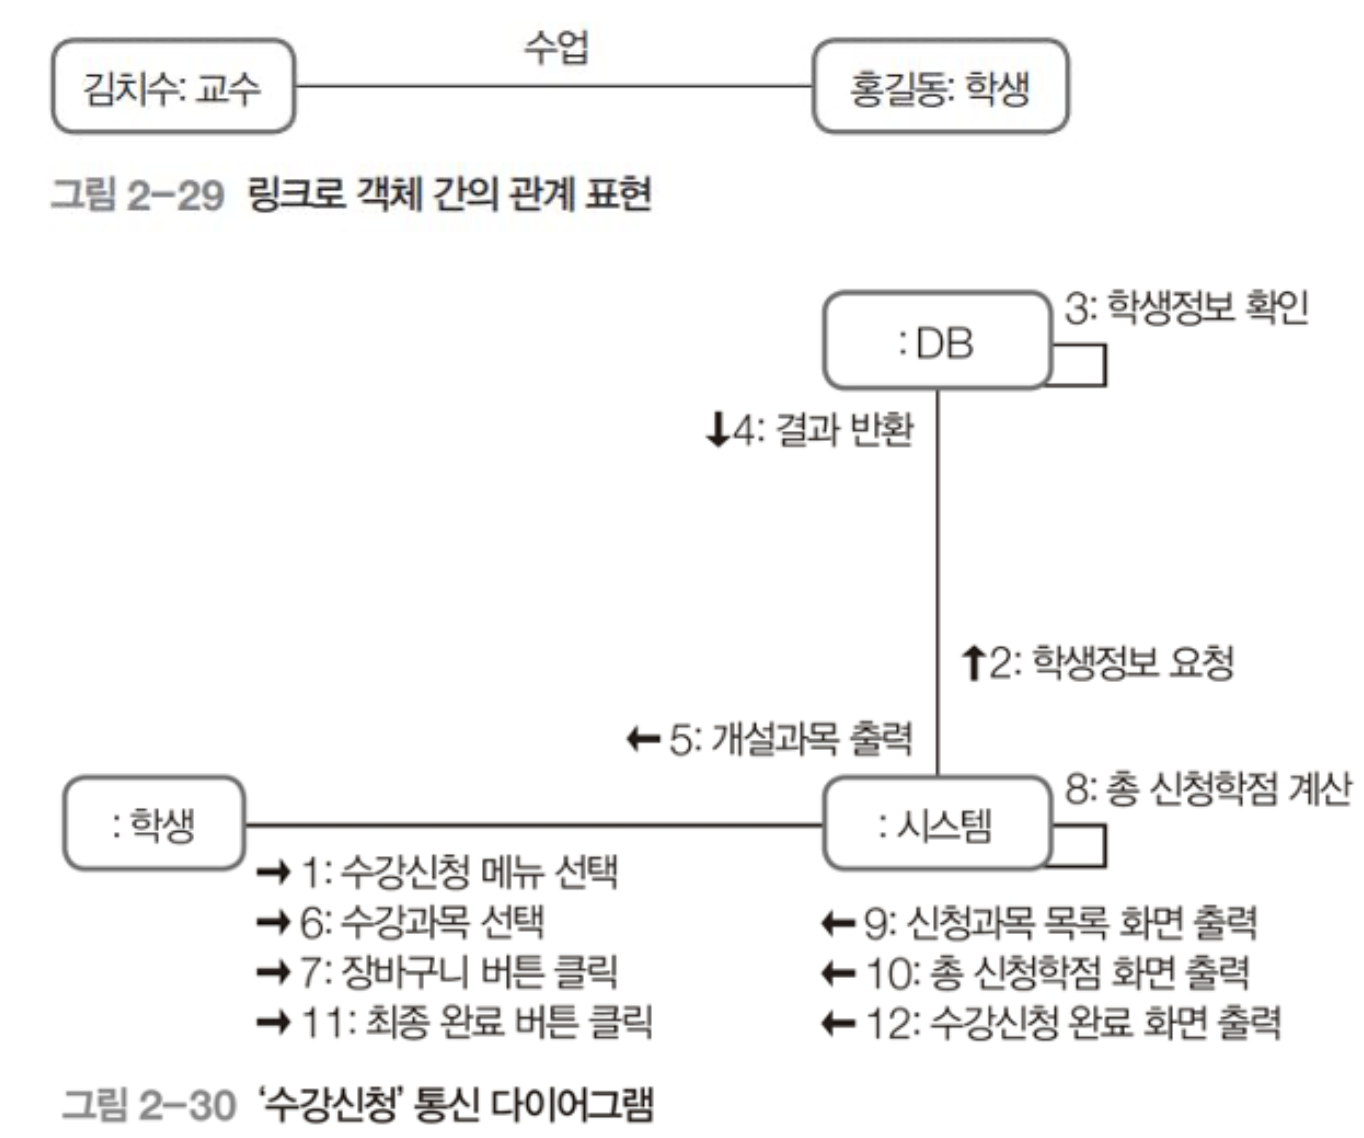 수업
김치수: 교수
홍길동: 학생
그림 2-29 링크로 객체 간의 관계 표현
: DB
3: 학생정보 확인
↓4: 결과 반환
↑2: 학생정보 요청
← 5: 개설과목 출력
: 학생
: 시스템
8: 총 신청학점 계산
→ 1: 수강신청 메뉴 선택
→ 6: 수강과목 선택
→ 7: 장바구니 버튼 클릭
→ 11: 최종 완료 버튼 클릭
← 9: 신청과목 목록 화면 출력
← 10: 총 신청학점 화면 출력
← 12: 수강신청 완료 화면 출력
그림 2-30 ‘수강신청’ 통신 다이어그램